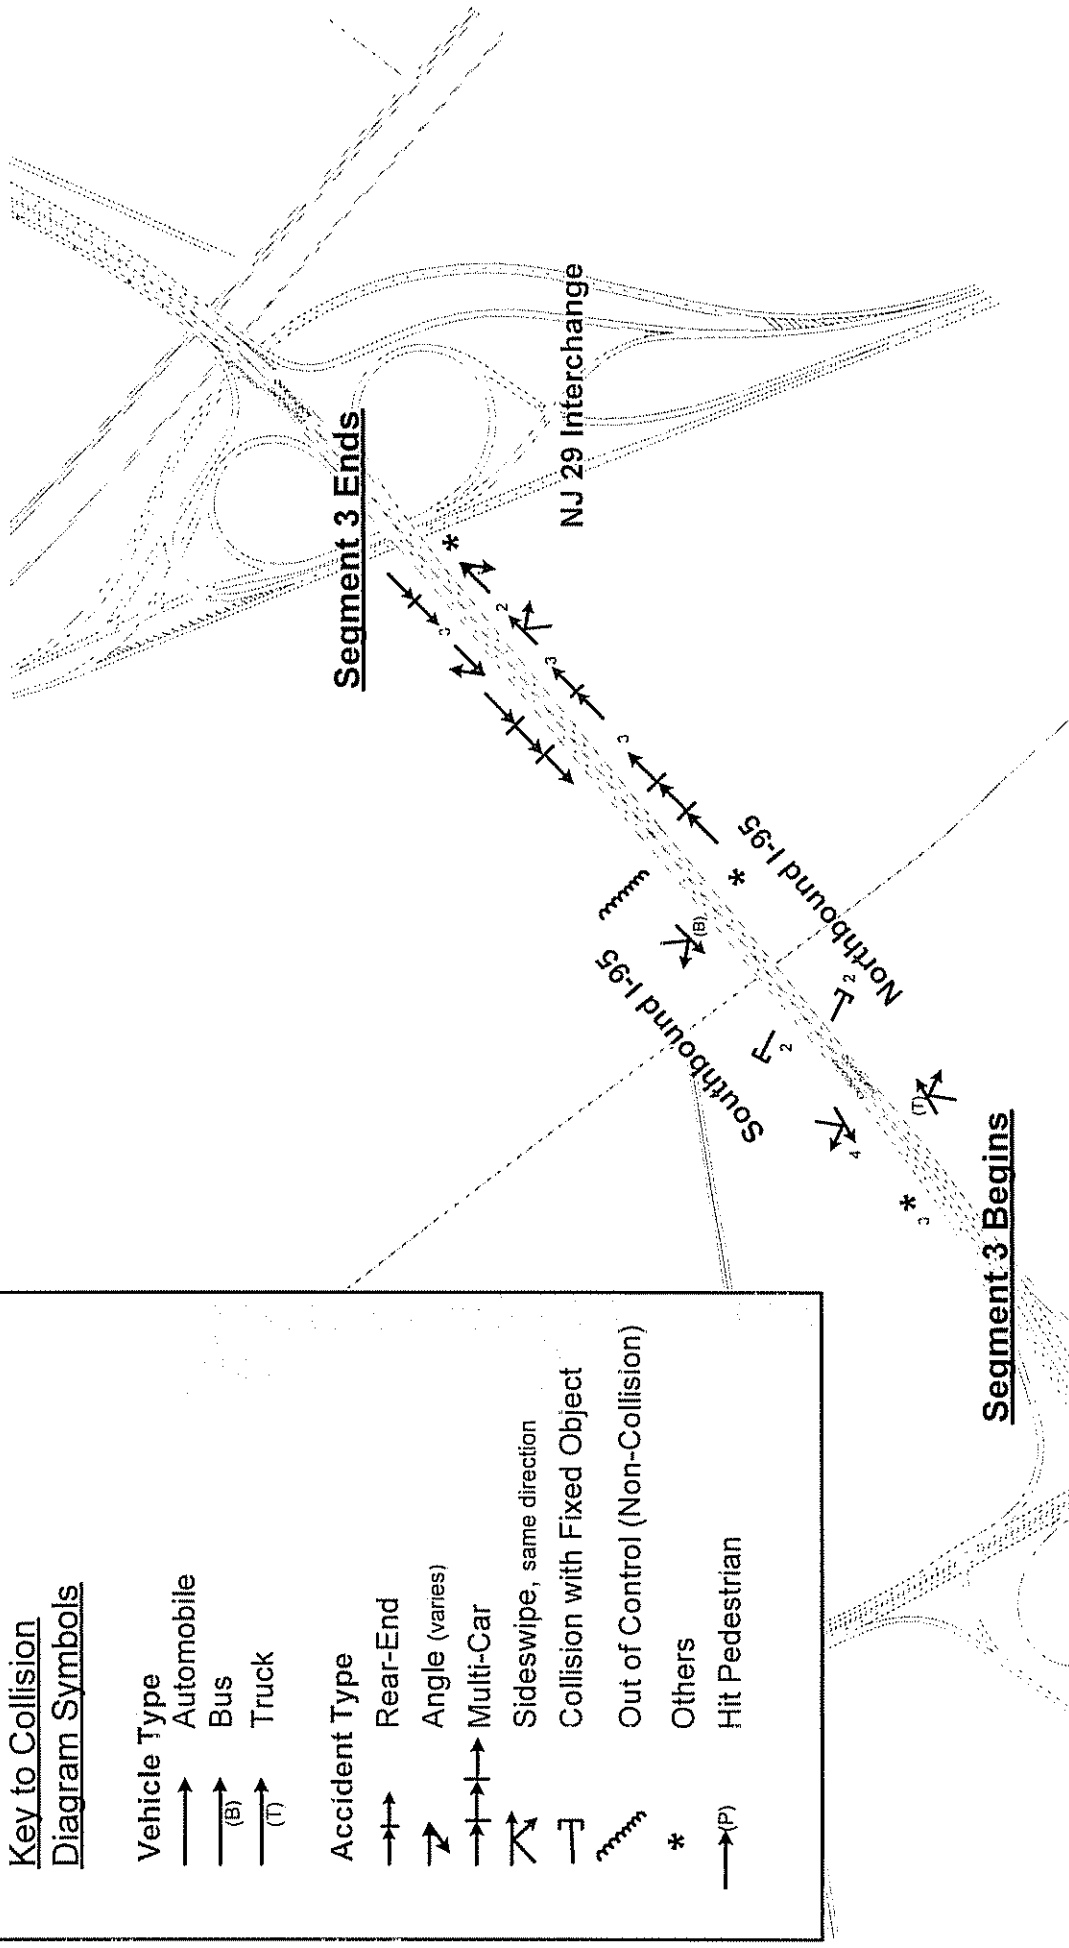 Key to Collision
Diagram Symbols
Vehicle Type
Automobile
(B) Bus
(T) Truck
Accident Type
Rear-End
Angle (varies)
Multi-Car
Sideswipe, same direction
Collision with Fixed Object
Out of Control (Non-Collision)
* Others
(P) Hit Pedestrian
Segment 3 Begins
Segment 3 Ends
Southbound I-95
Northbound I-95
NJ 29 Interchange
*
3
4
2
(B)
3
(T)
2
*
3
3
2
*